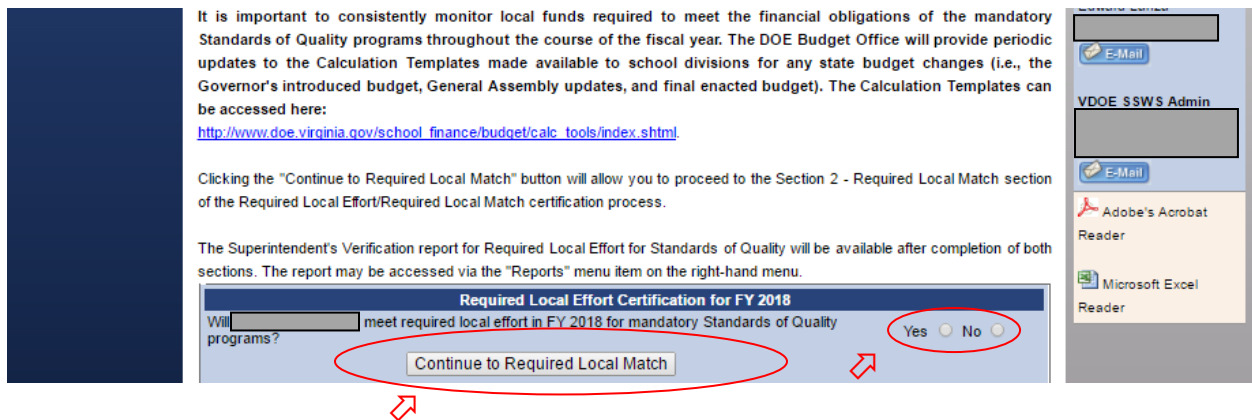 It is important to consistently monitor local funds required to meet the financial obligations of the mandatory
Standards of Quality programs throughout the course of the fiscal year. The DOE Budget Office will provide periodic
updates to the Calculation Templates made available to school divisions for any state budget changes (i.e., the
Governor's introduced budget, General Assembly updates, and final enacted budget). The Calculation Templates can
be accessed here:
http://www.doe.virginia.gov/school_finance/budget/calc_tools/index.shtml.
Clicking the "Continue to Required Local Match" button will allow you to proceed to the Section 2 - Required Local Match section
of the Required Local Effort/Required Local Match certification process.
The Superintendent's Verification report for Required Local Effort for Standards of Quality will be available after completion of both
sections. The report may be accessed via the "Reports" menu item on the right-hand menu.
Required Local Effort Certification for FY 2018
Will meet required local effort in FY 2018 for mandatory Standards of Quality
programs?
Yes No
Continue to Required Local Match
E-Mail
VDOE SSWS Admin
E-Mail
Adobe's Acrobat
Reader
Microsoft Excel
Reader